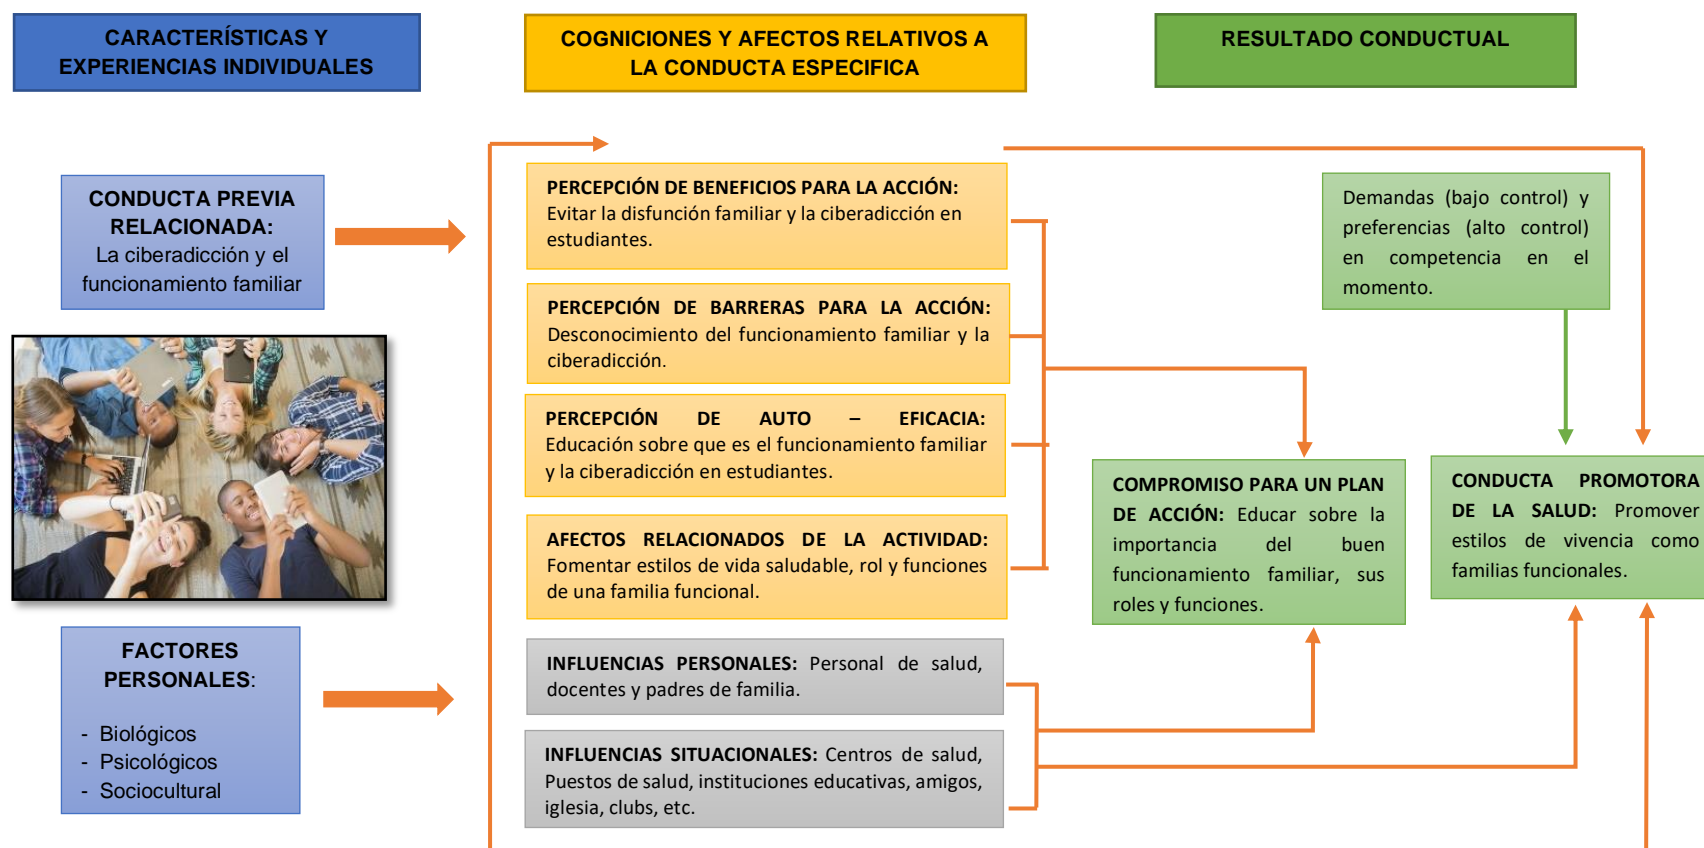 CARACTERÍSTICAS Y
EXPERIENCIAS INDIVIDUALES
COGNICIONES Y AFECTOS RELATIVOS A
LA CONDUCTA ESPECIFICA
RESULTADO CONDUCTUAL
CONDUCTA PREVIA
RELACIONADA:
La ciberadicción y el
funcionamiento familiar
FACTORES
PERSONALES:
- Biológicos
- Psicológicos
- Sociocultural
PERCEPCIÓN DE BENEFICIOS PARA LA ACCIÓN:
Evitar la disfunción familiar y la ciberadicción en
estudiantes.
PERCEPCIÓN DE BARRERAS PARA LA ACCIÓN:
Desconocimiento del funcionamiento familiar y la
ciberadicción.
PERCEPCIÓN DE AUTO – EFICACIA:
Educación sobre que es el funcionamiento familiar
y la ciberadicción en estudiantes.
AFECTOS RELACIONADOS DE LA ACTIVIDAD:
Fomentar estilos de vida saludable, rol y funciones
de una familia funcional.
INFLUENCIAS PERSONALES: Personal de salud,
docentes y padres de familia.
INFLUENCIAS SITUACIONALES: Centros de salud,
Puestos de salud, instituciones educativas, amigos,
iglesia, clubs, etc.
Demandas (bajo control) y
preferencias (alto control)
en competencia en el
momento.
COMPROMISO PARA UN PLAN
DE ACCIÓN: Educar sobre la
importancia del buen
funcionamiento familiar, sus
roles y funciones.
CONDUCTA PROMOTORA
DE LA SALUD: Promover
estilos de vivencia como
familias funcionales.